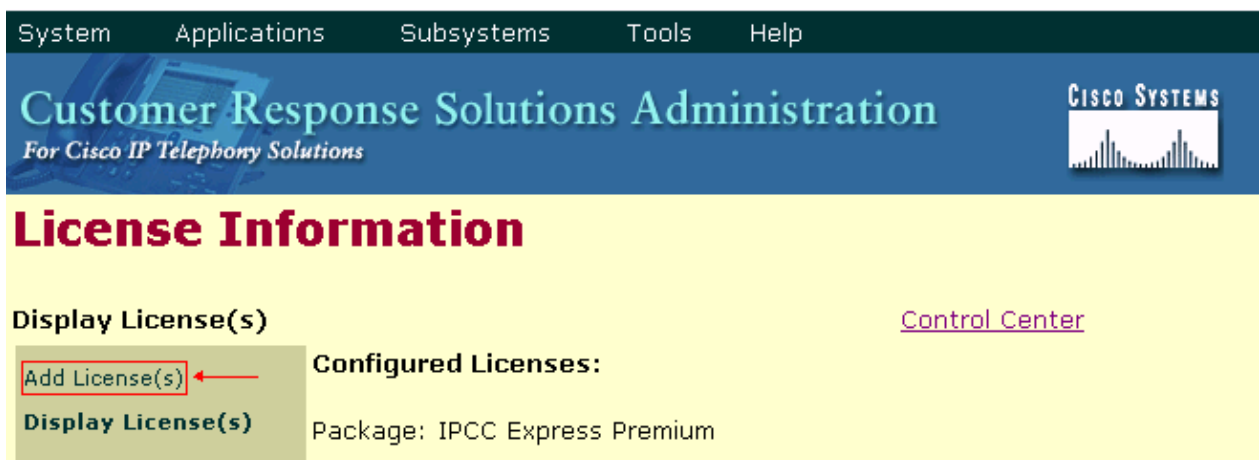 System Applications Subsystems Tools Help
Customer Response Solutions Administration
For Cisco IP Telephony Solutions
CISCO SYSTEMS
License Information
Display License(s) Control Center
Add License(s) Configured Licenses:
Display License(s) Package: IPCC Express Premium